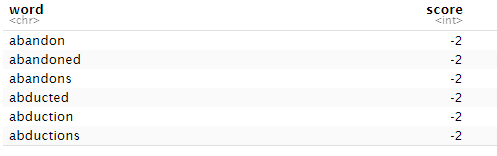 word score
<chr> <int>
abandon -2
abandoned -2
abandons -2
abducted -2
abduction -2
abductions -2